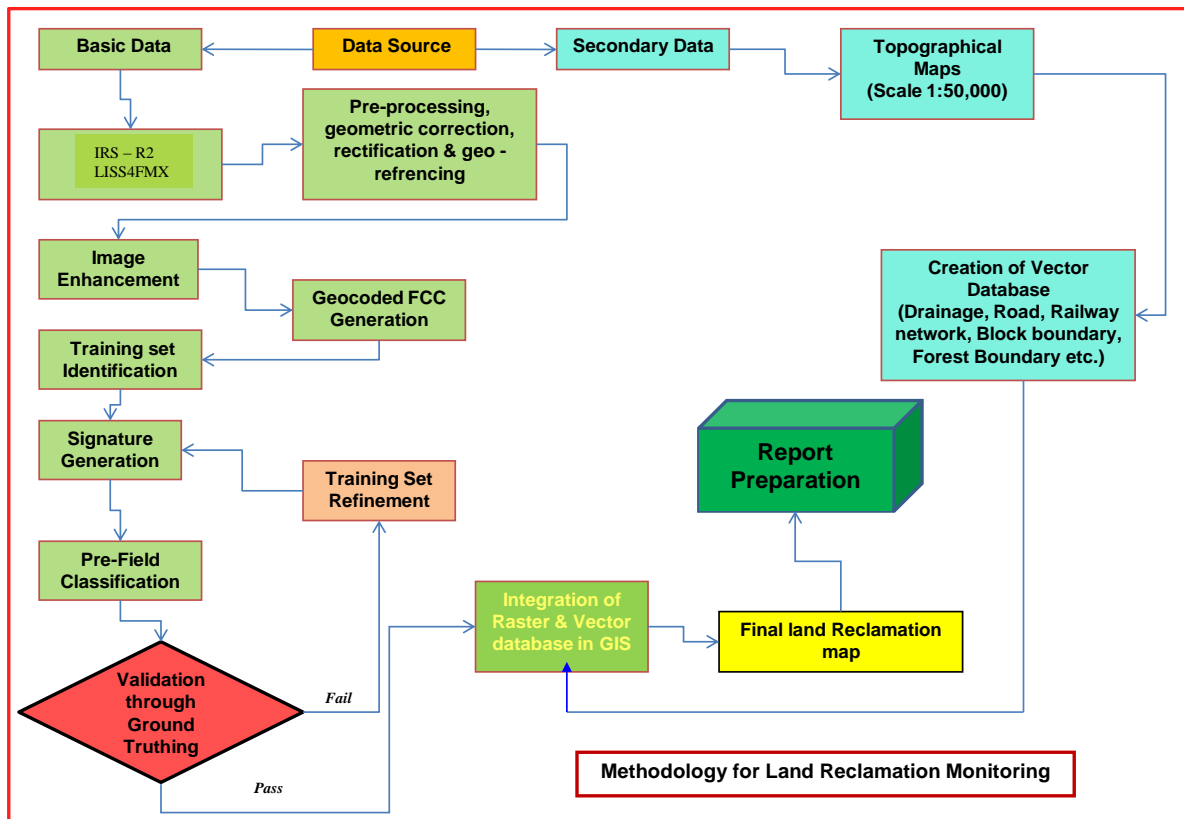 Basic Data
Data Source
Secondary Data
Topographical
Maps
(Scale 1:50,000)
IRS – R2
LISS4FMX
Pre-processing,
geometric correction,
rectification & geo -
refrencing
Image
Enhancement
Geocoded FCC
Generation
Creation of Vector
Database
(Drainage, Road, Railway
network, Block boundary,
Forest Boundary etc.)
Training set
Identification
Signature
Generation
Training Set
Refinement
Report
Preparation
Pre-Field
Classification
Integration of
Raster & Vector
database in GIS
Final land Reclamation
map
Validation
through
Ground
Truthing
Fail
Pass
Methodology for Land Reclamation Monitoring